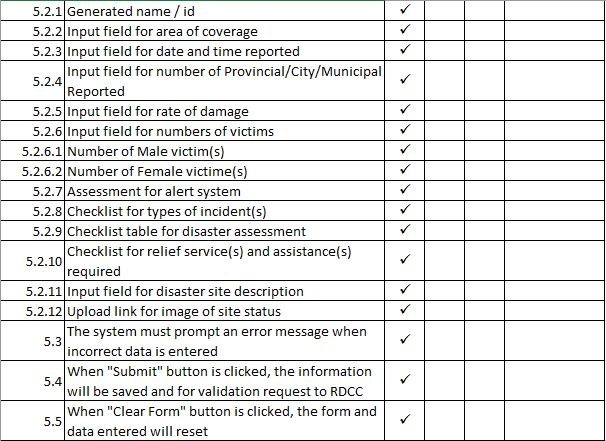 5.2.1 Generated name / id ✓
5.2.2 Input field for area of coverage ✓
5.2.3 Input field for date and time reported ✓
5.2.4 Input field for number of Provincial/City/Municipal
Reported ✓
5.2.5 Input field for rate of damage ✓
5.2.6 Input field for numbers of victims ✓
5.2.6.1 Number of Male victim(s) ✓
5.2.6.2 Number of Female victime(s) ✓
5.2.7 Assessment for alert system ✓
5.2.8 Checklist for types of incident(s) ✓
5.2.9 Checklist table for disaster assessment ✓
5.2.10 Checklist for relief service(s) and assistance(s)
required ✓
5.2.11 Input field for disaster site description ✓
5.2.12 Upload link for image of site status ✓
5.3 The system must prompt an error message when
incorrect data is entered ✓
5.4 When "Submit" button is clicked, the information
will be saved and for validation request to RDCC ✓
5.5 When "Clear Form" button is clicked, the form and
data entered will reset ✓